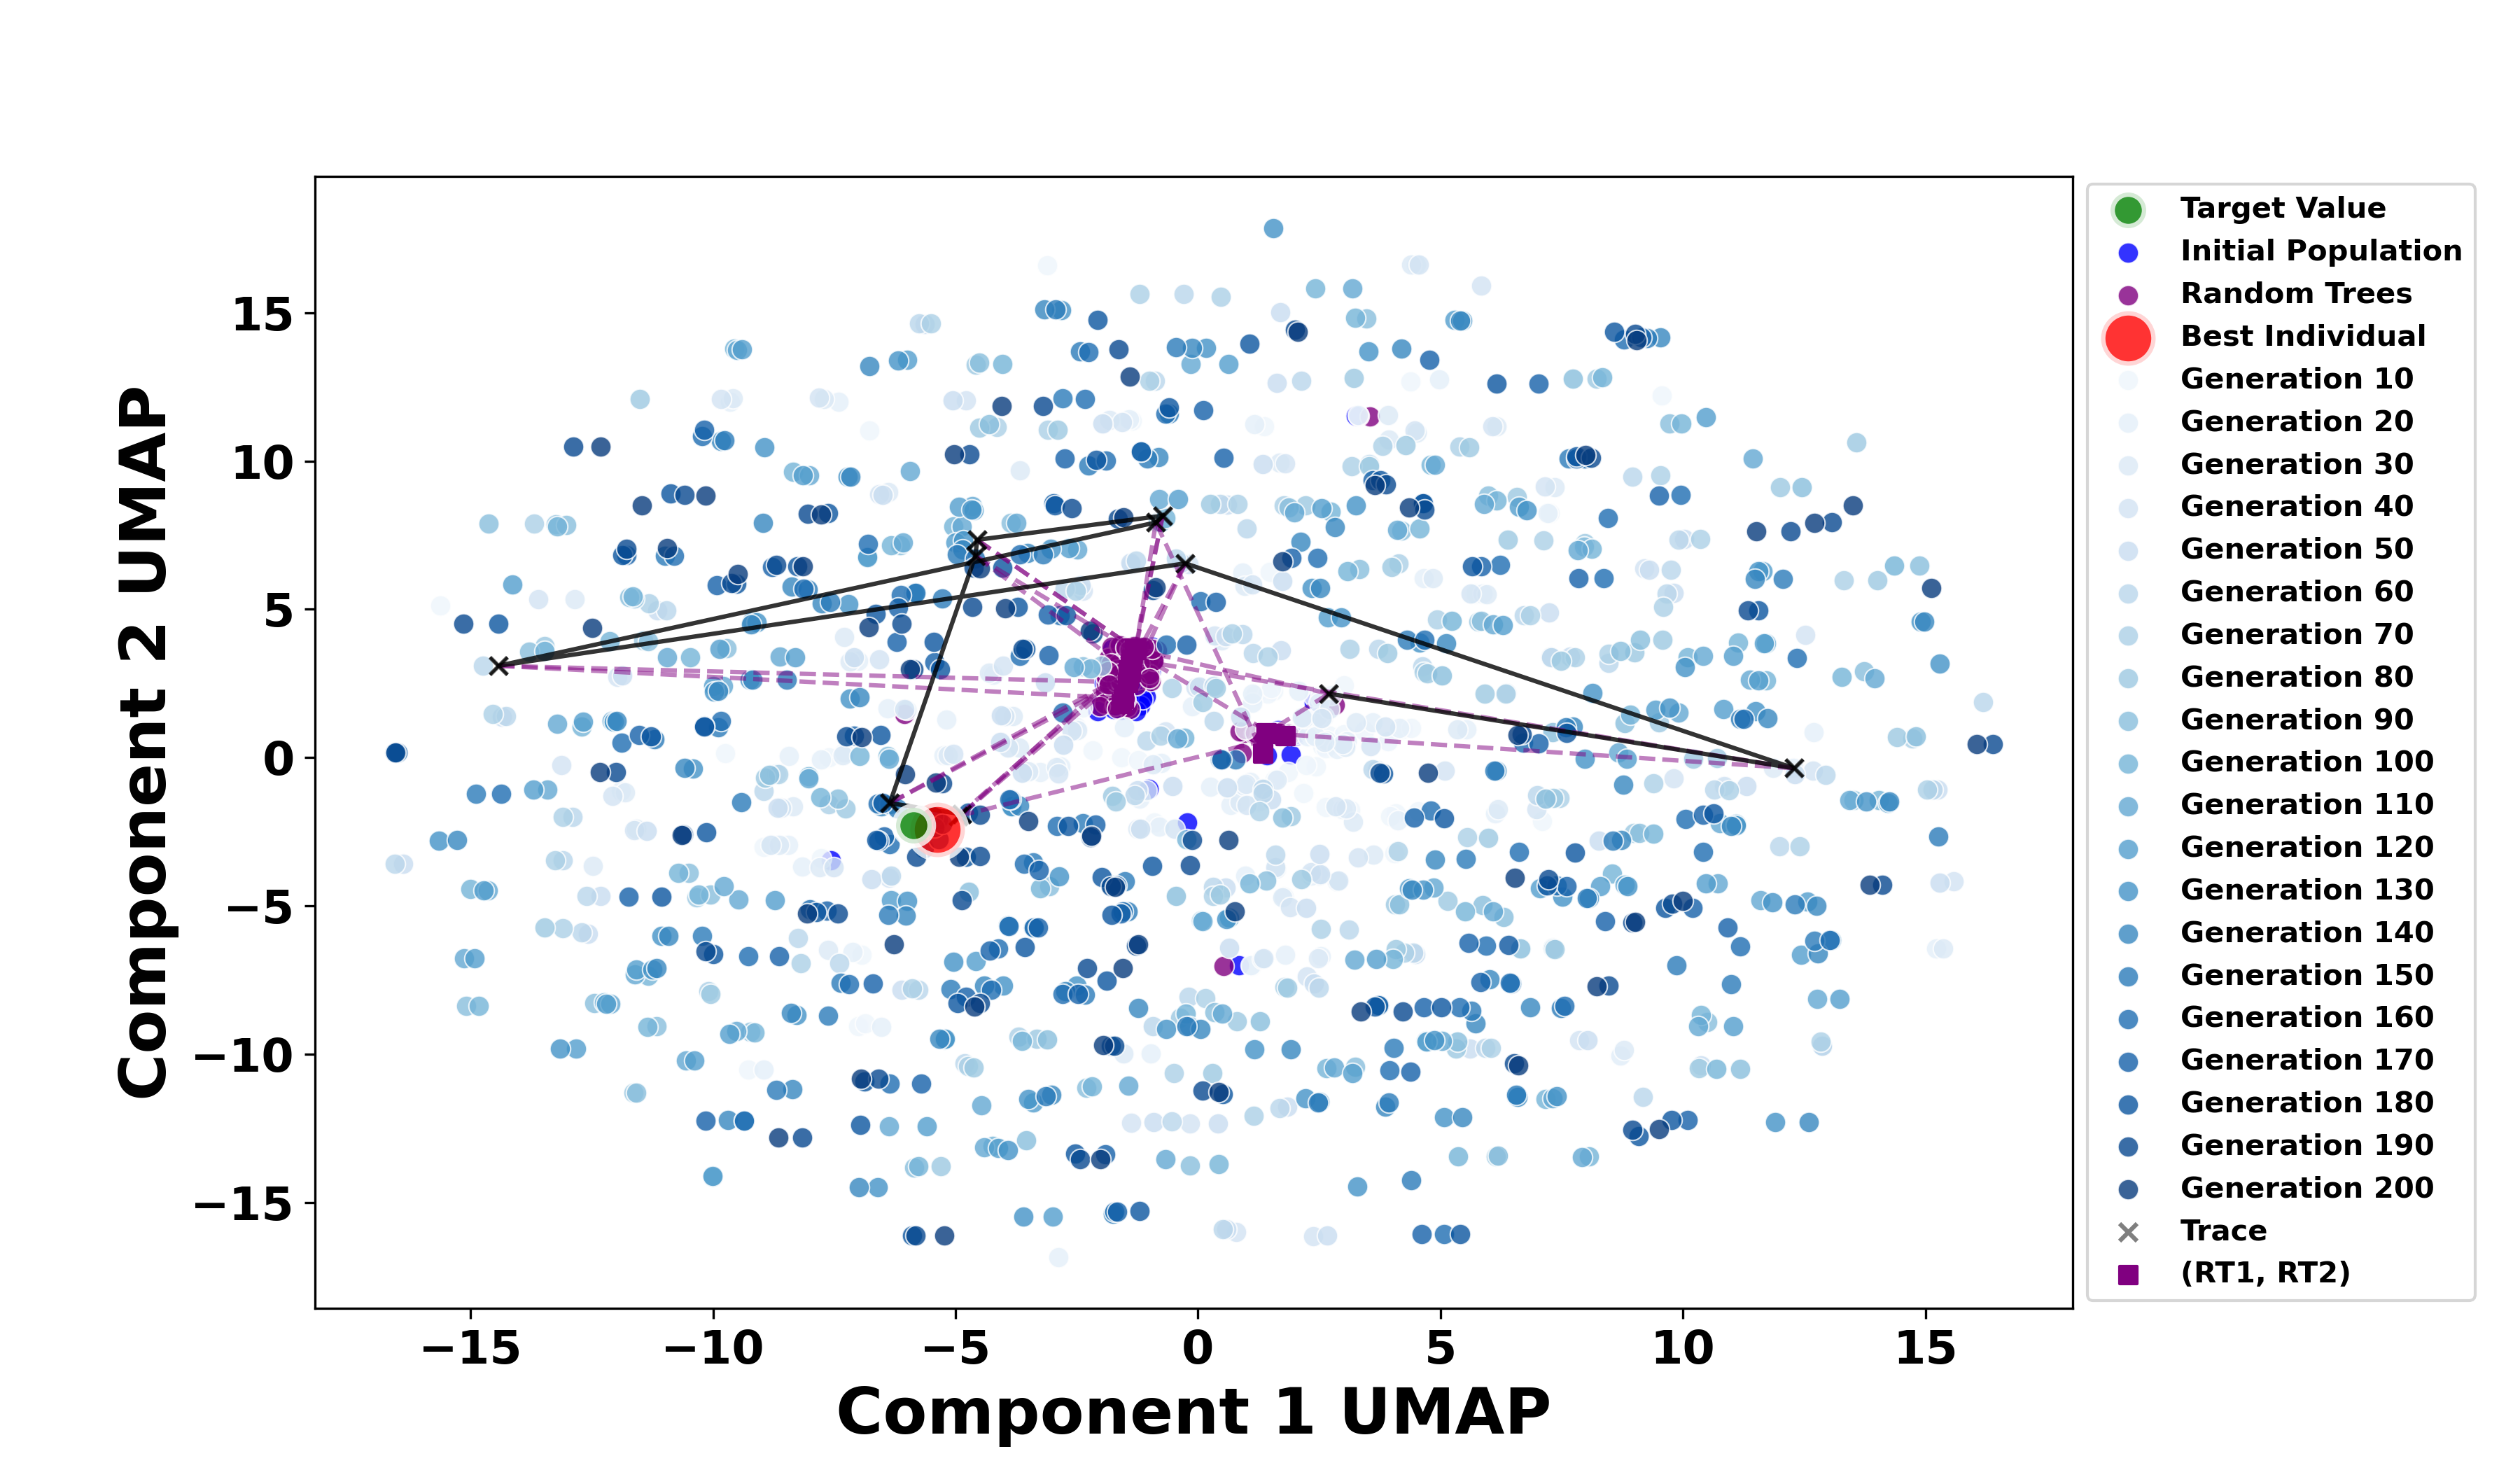 Component 2 UMAP
15
10
5
0
−5
−10
−15
−15 −10 −5 0 5 10 15
Component 1 UMAP
Target Value
Initial Population
Random Trees
Best Individual
Generation 10
Generation 20
Generation 30
Generation 40
Generation 50
Generation 60
Generation 70
Generation 80
Generation 90
Generation 100
Generation 110
Generation 120
Generation 130
Generation 140
Generation 150
Generation 160
Generation 170
Generation 180
Generation 190
Generation 200
Trace
(RT1, RT2)